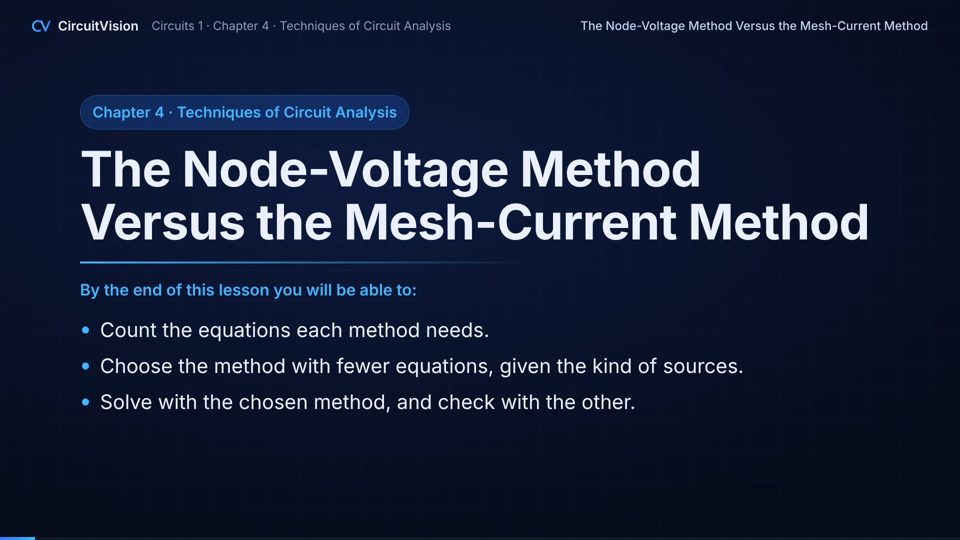 CV CircuitVision Circuits 1 · Chapter 4 · Techniques of Circuit Analysis
The Node-Voltage Method Versus the Mesh-Current Method
Chapter 4 · Techniques of Circuit Analysis
The Node-Voltage Method
Versus the Mesh-Current Method
By the end of this lesson you will be able to:
• Count the equations each method needs.
• Choose the method with fewer equations, given the kind of sources.
• Solve with the chosen method, and check with the other.